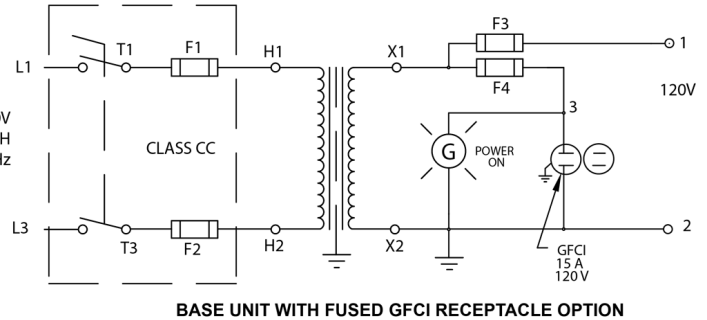 F3
T1 F1 H1 X1 1
L1
F4
120V
3
V
H
Hz
CLASS CC
G POWER
ON
L3 2
T3 F2 H2 X2
GFCI
15 A
120 V
BASE UNIT WITH FUSED GFCI RECEPTACLE OPTION